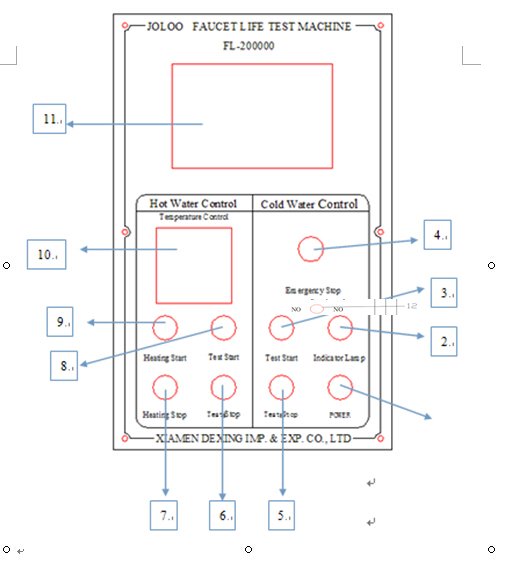 JOLOO FAUCET LIFE TEST MACHINE
FL-200000
11.
Hot Water Control Cold Water Control
Temperature Control
4.
10.
Emergency Stop
3.
NO NO 12
9.
2.
8.
Heating Start Test Start Test Start Indicator Lamp
Heating Stop Test Stop Test Stop POWER
XIAMEN DEXING IMP. & EXP. CO., LTD
7. 6. 5.